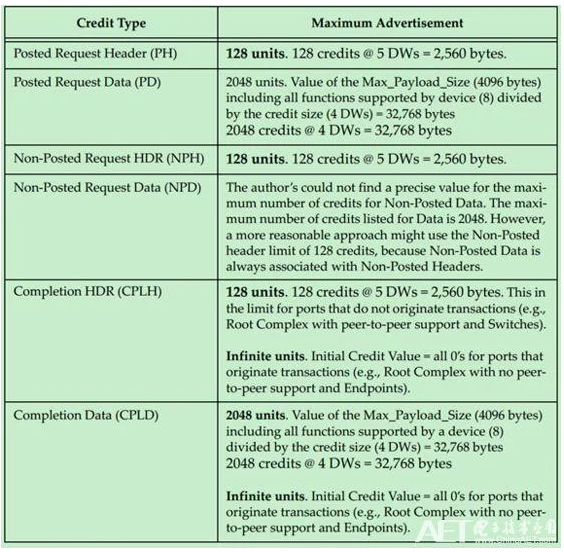 Credit Type
Maximum Advertisement
Posted Request Header (PH)
128 units. 128 credits @ 5 DWs = 2,560 bytes.
Posted Request Data (PD)
2048 units. Value of the Max_Payload_Size (4096 bytes)
including all functions supported by device (8) divided
by the credit size (4 DWs) = 32,768 bytes
2048 credits @ 4 DWs = 32,768 bytes
Non-Posted Request HDR (NPH)
128 units. 128 credits @ 5 DWs = 2,560 bytes.
Non-Posted Request Data (NPD)
The author's could not find a precise value for the maxi-
mum number of credits for Non-Posted Data. The maxi-
mum number of credits listed for Data is 2048. However,
a more reasonable approach might use the Non-Posted
header limit of 128 credits, because Non-Posted Data is
always associated with Non-Posted Headers.
Completion HDR (CPLH)
128 units. 128 credits @ 5 DWs = 2,560 bytes. This in
the limit for ports that do not originate transactions (e.g.,
Root Complex with peer-to-peer support and Switches).
Infinite units. Initial Credit Value = all 0's for ports that
originate transactions (e.g., Root Complex with no peer-
to-peer support and Endpoints).
Completion Data (CPLD)
2048 units. Value of the Max_Payload_Size (4096 bytes)
including all functions supported by a device (8)
divided by the credit size (4 DWs) = 32,768 bytes
2048 credits @ 4 DWs = 32,768 bytes
Infinite units. Initial Credit Value = all 0's for ports that
originate transactions (e.g., Root Complex with no peer-
to-peer support and Endpoints).